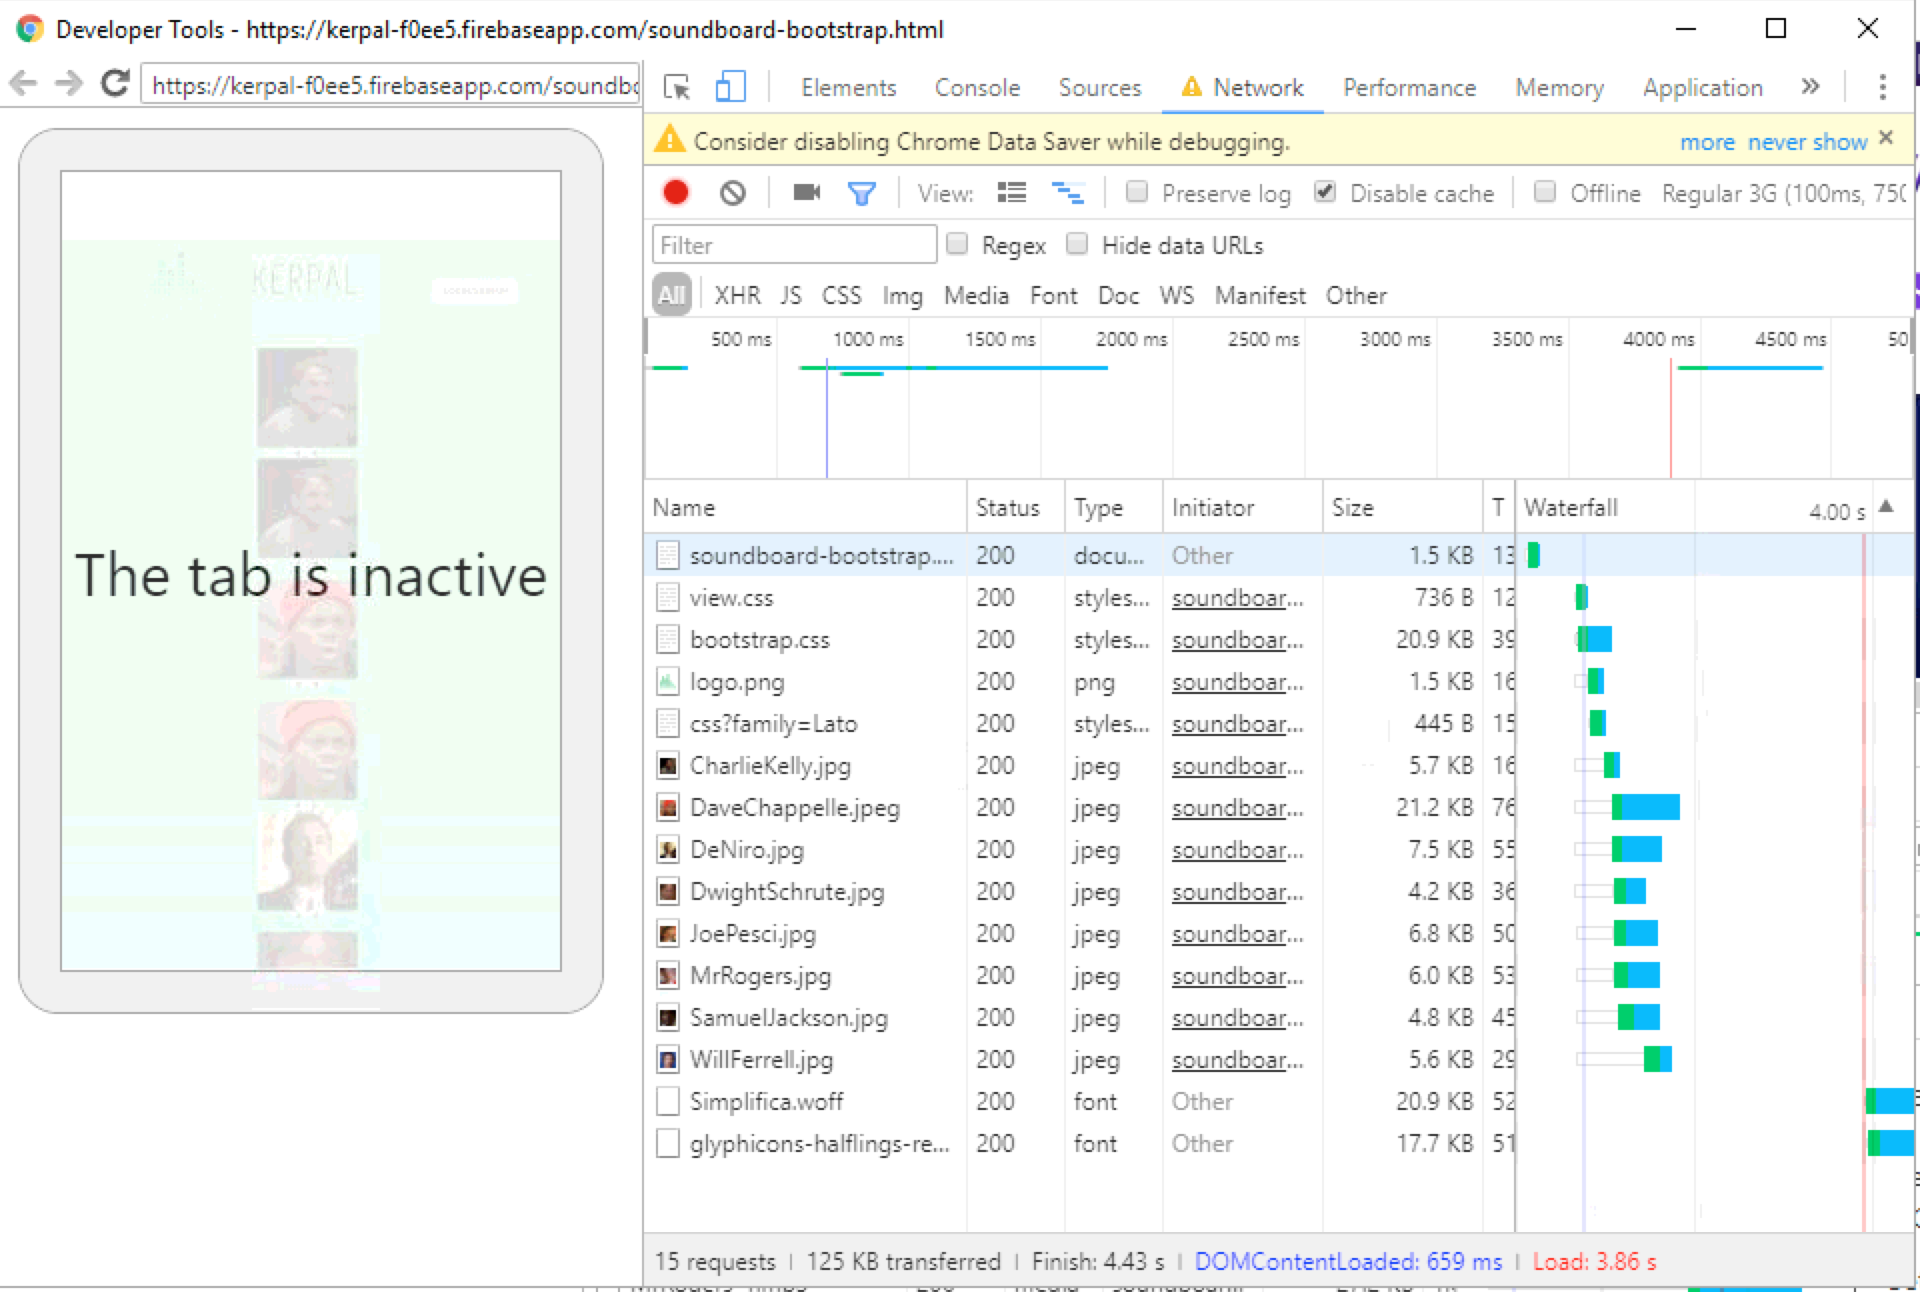 Developer Tools - https://kerpal-f0ee5.firebaseapp.com/soundboard-bootstrap.html
https://kerpal-f0ee5.firebaseapp.com/soundbo
Elements Console Sources Network Performance Memory Application »
Consider disabling Chrome Data Saver while debugging. more never show
View: Preserve log Disable cache Offline Regular 3G (100ms, 750
Filter Regex Hide data URLs
All XHR JS CSS Img Media Font Doc WS Manifest Other
500 ms 1000 ms 1500 ms 2000 ms 2500 ms 3000 ms 3500 ms 4000 ms 4500 ms 50
Name Status Type Initiator Size T Waterfall 4.00 s
soundboard-bootstrap.... 200 docu... Other 1.5 KB 13
view.css 200 styles... soundboar... 736 B 12
bootstrap.css 200 styles... soundboar... 20.9 KB 39
logo.png 200 png soundboar... 1.5 KB 16
css?family=Lato 200 styles... soundboar... 445 B 15
CharlieKelly.jpg 200 jpeg soundboar... 5.7 KB 16
DaveChappelle.jpeg 200 jpeg soundboar... 21.2 KB 76
DeNiro.jpg 200 jpeg soundboar... 7.5 KB 55
DwightSchrute.jpg 200 jpeg soundboar... 4.2 KB 36
JoePesci.jpg 200 jpeg soundboar... 6.8 KB 50
MrRogers.jpg 200 jpeg soundboar... 6.0 KB 53
SamuelJackson.jpg 200 jpeg soundboar... 4.8 KB 45
WillFerrell.jpg 200 jpeg soundboar... 5.6 KB 29
Simplifica.woff 200 font Other 20.9 KB 52
glyphicons-halflings-re... 200 font Other 17.7 KB 51
15 requests | 125 KB transferred | Finish: 4.43 s | DOMContentLoaded: 659 ms | Load: 3.86 s
KERPAL
The tab is inactive